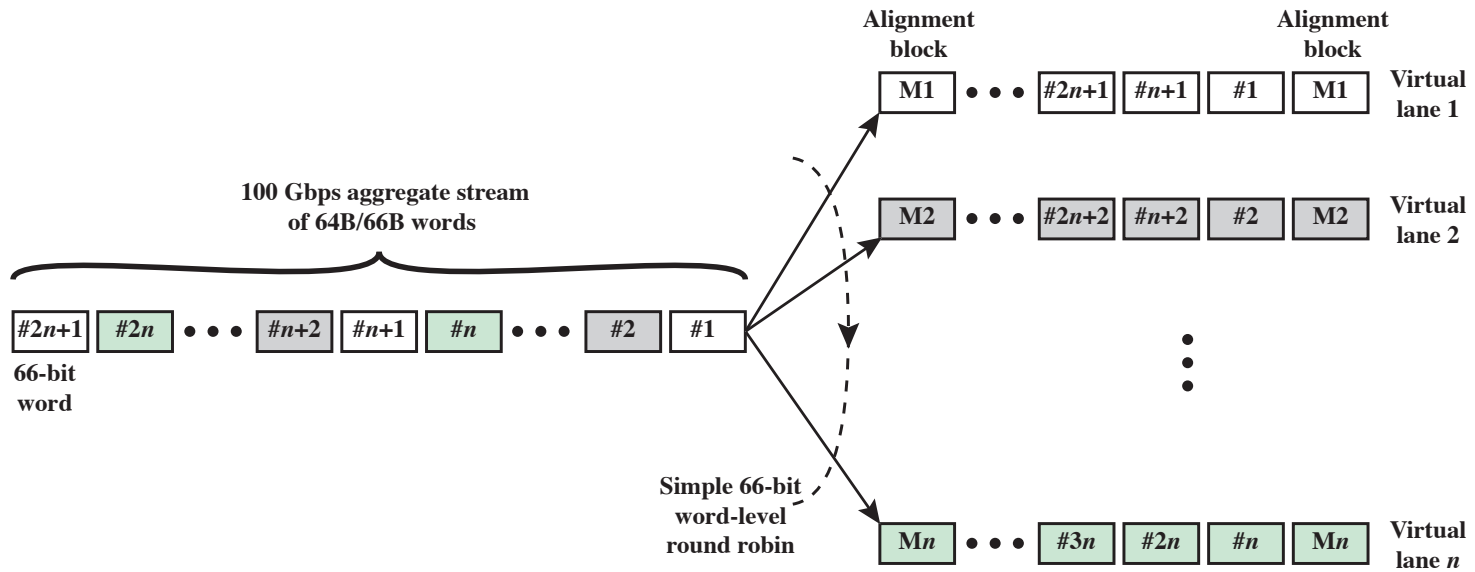 Alignment
block
Alignment
block
M1 ••• #2n+1 #n+1 #1 M1
Virtual
lane 1
100 Gbps aggregate stream
of 64B/66B words
M2 ••• #2n+2 #n+2 #2 M2
Virtual
lane 2
#2n+1 #2n ••• #n+2 #n+1 #n ••• #2 #1
66-bit
word
Simple 66-bit
word-level
round robin
Mn ••• #3n #2n #n Mn
Virtual
lane n